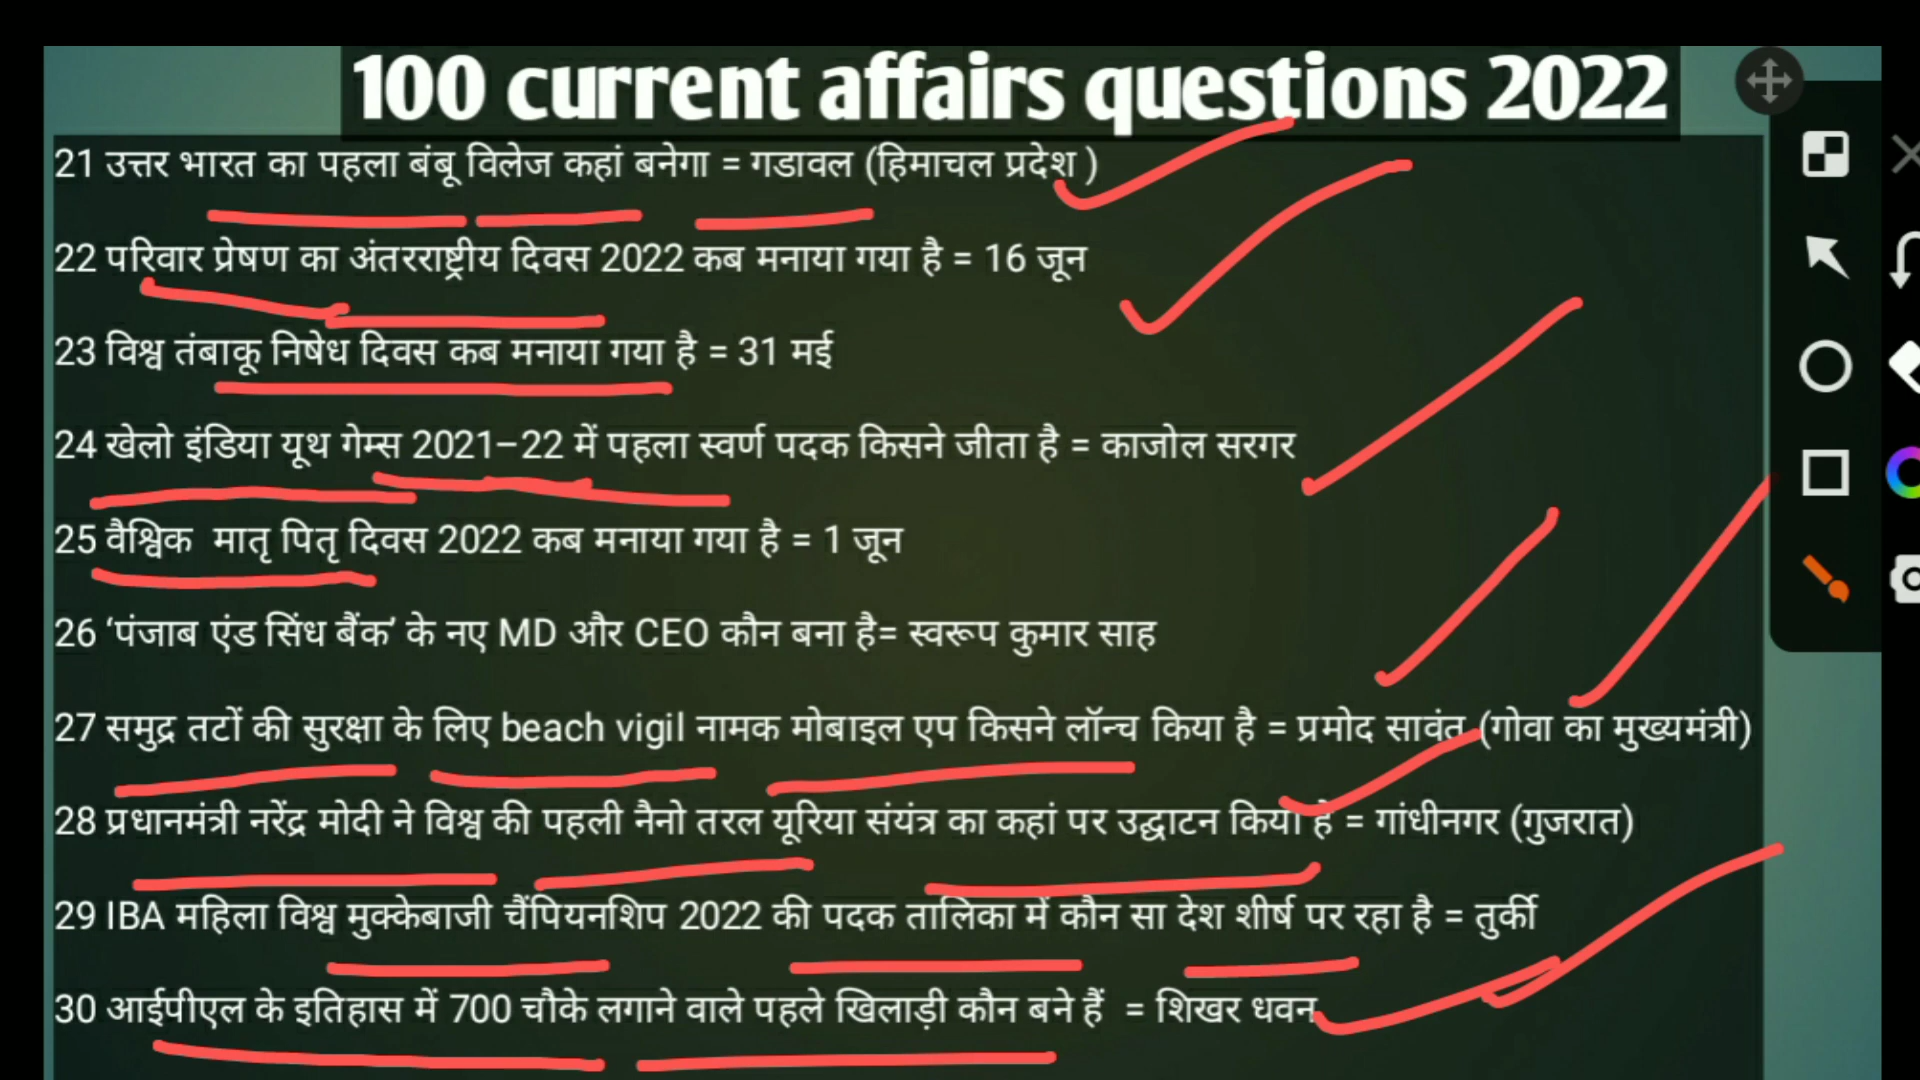 100 current affairs questions 2022
21 उत्तर भारत का पहला बंबू विलेज कहां बनेगा = गडावल (हिमाचल प्रदेश )
22 परिवार प्रेषण का अंतरराष्ट्रीय दिवस 2022 कब मनाया गया है = 16 जून
23 विश्व तंबाकू निषेध दिवस कब मनाया गया है = 31 मई
24 खेलो इंडिया यूथ गेम्स 2021–22 में पहला स्वर्ण पदक किसने जीता है = काजोल सरगर
25 वैश्विक मातृ पितृ दिवस 2022 कब मनाया गया है = 1 जून
26 ‘पंजाब एंड सिंध बैंक’ के नए MD और CEO कौन बना है= स्वरूप कुमार साह
27 समुद्र तटों की सुरक्षा के लिए beach vigil नामक मोबाइल एप किसने लॉन्च किया है = प्रमोद सावंत (गोवा का मुख्यमंत्री)
28 प्रधानमंत्री नरेंद्र मोदी ने विश्व की पहली नैनो तरल यूरिया संयंत्र का कहां पर उद्घाटन किया है = गांधीनगर (गुजरात)
29 IBA महिला विश्व मुक्केबाजी चैंपियनशिप 2022 की पदक तालिका में कौन सा देश शीर्ष पर रहा है = तुर्की
30 आईपीएल के इतिहास में 700 चौके लगाने वाले पहले खिलाड़ी कौन बने हैं = शिखर धवन